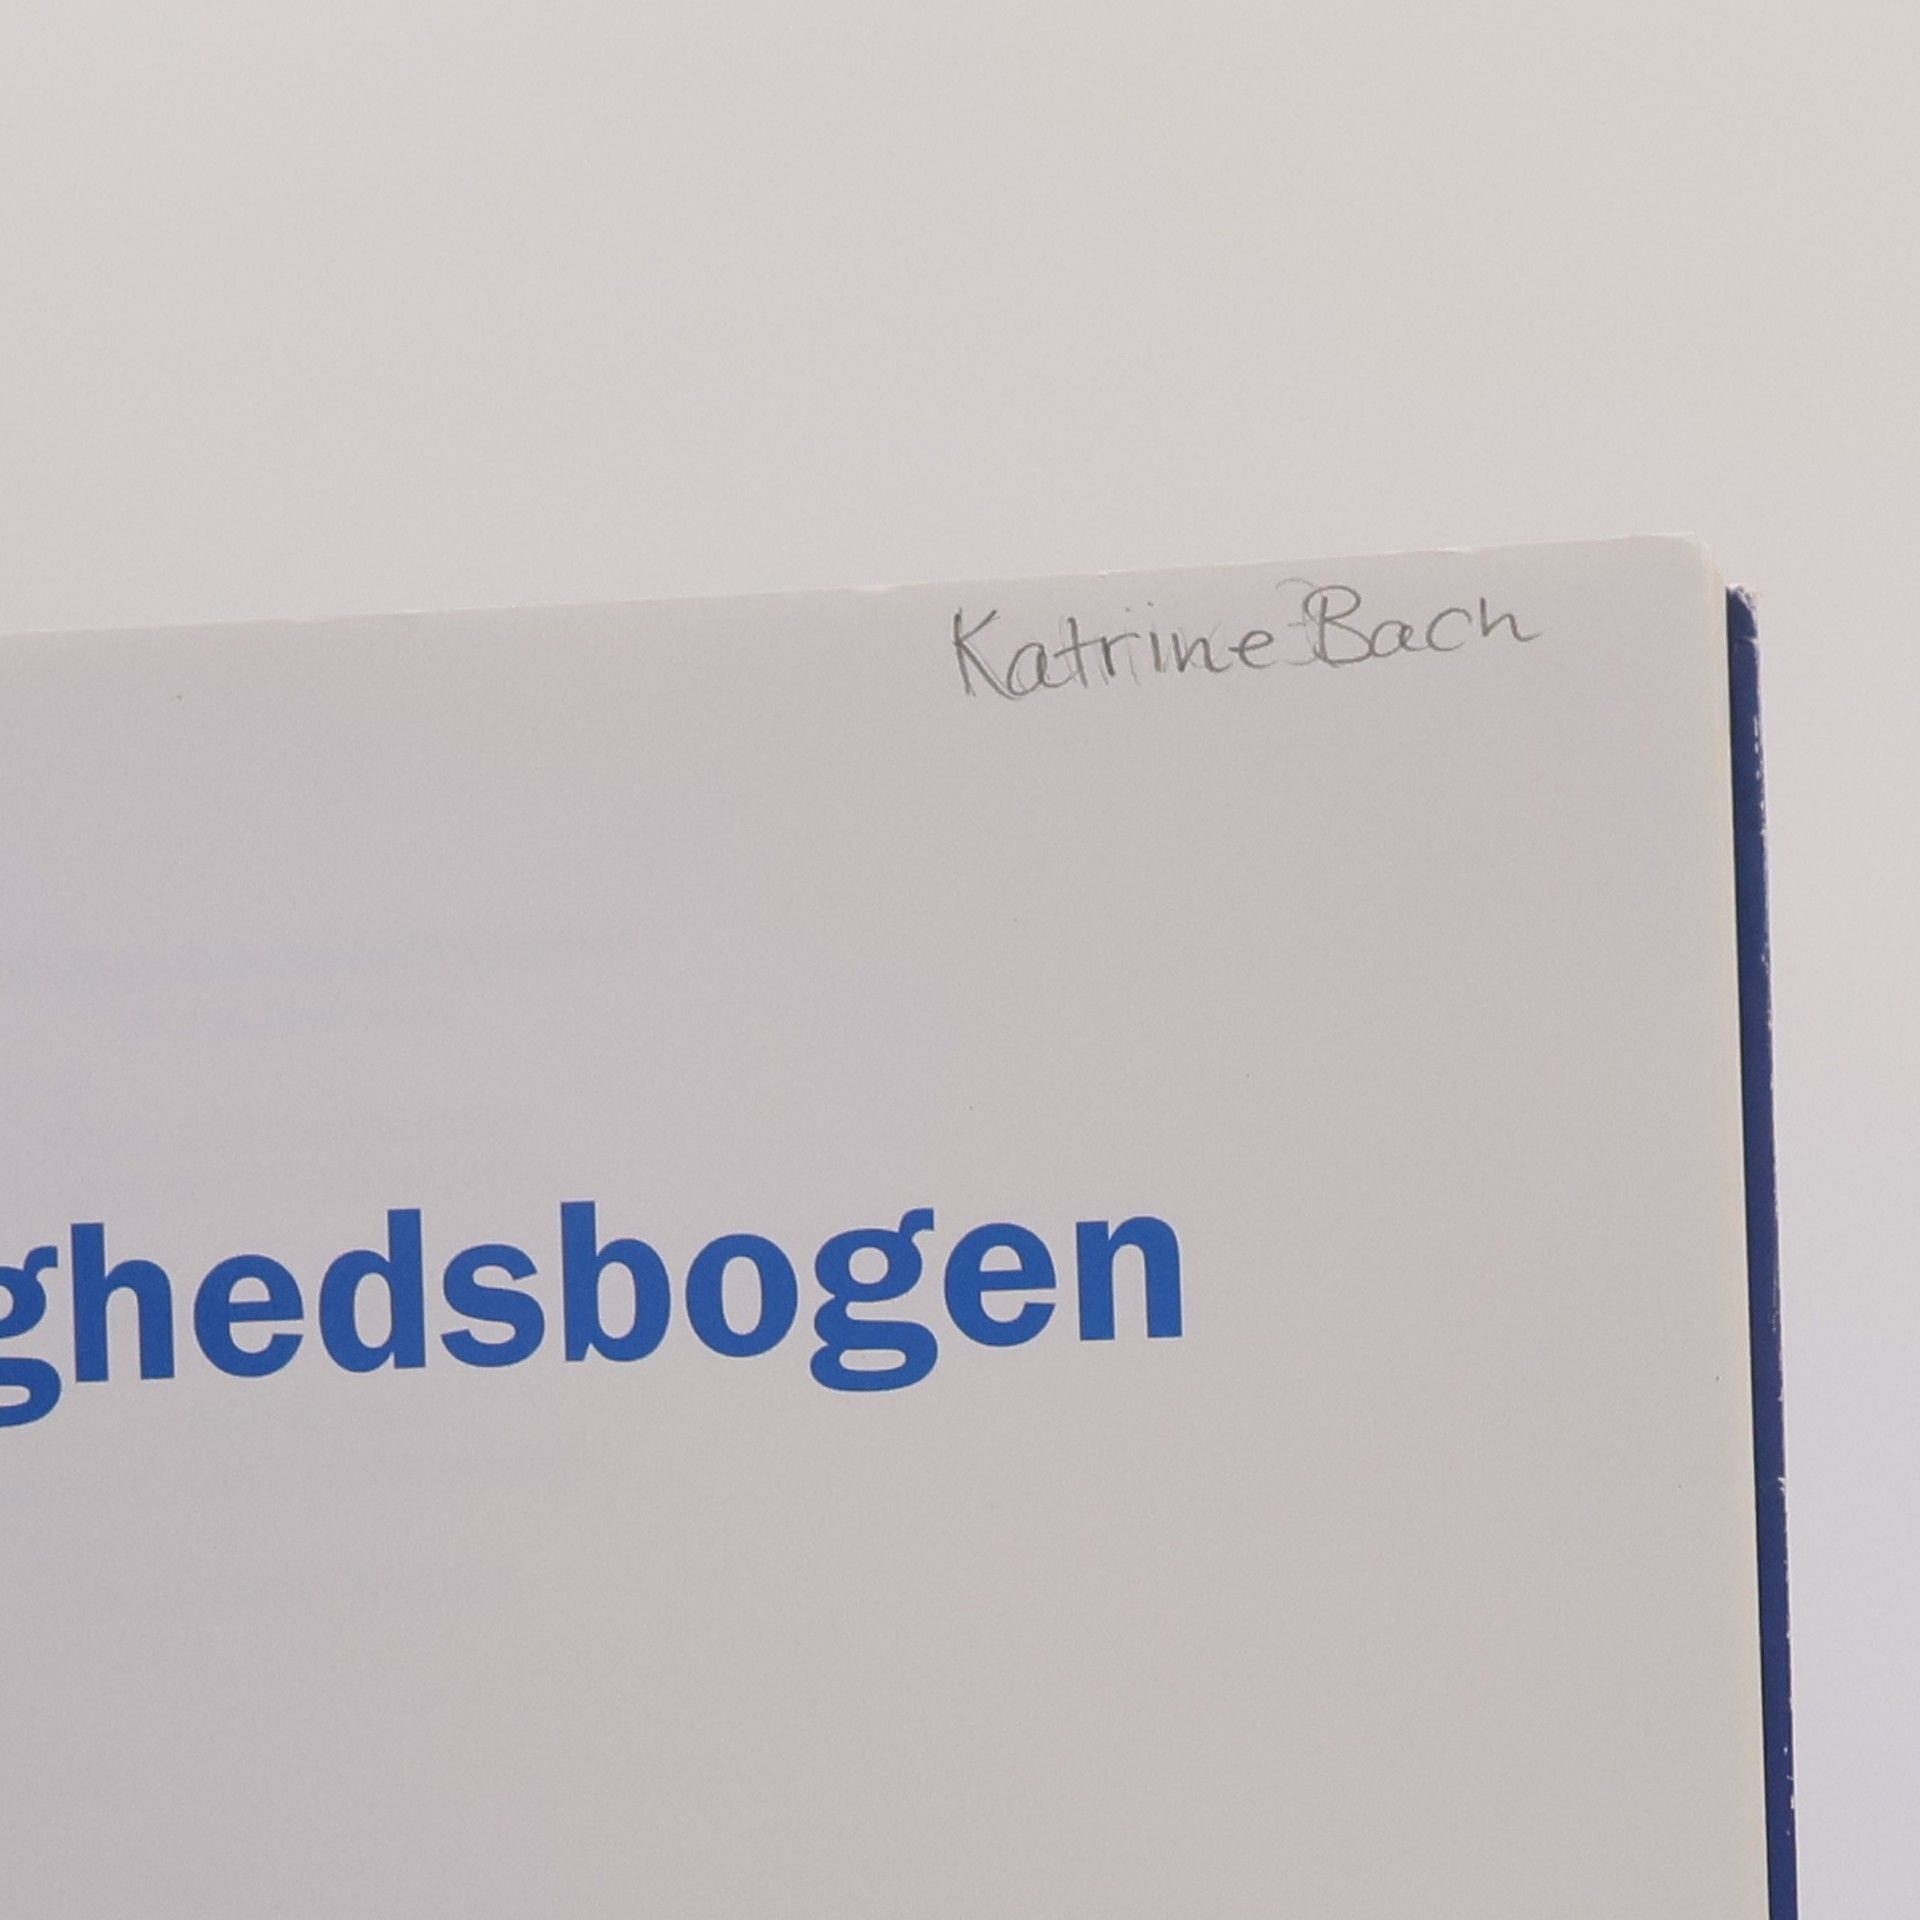 Katrine Bach
ghedsbogen